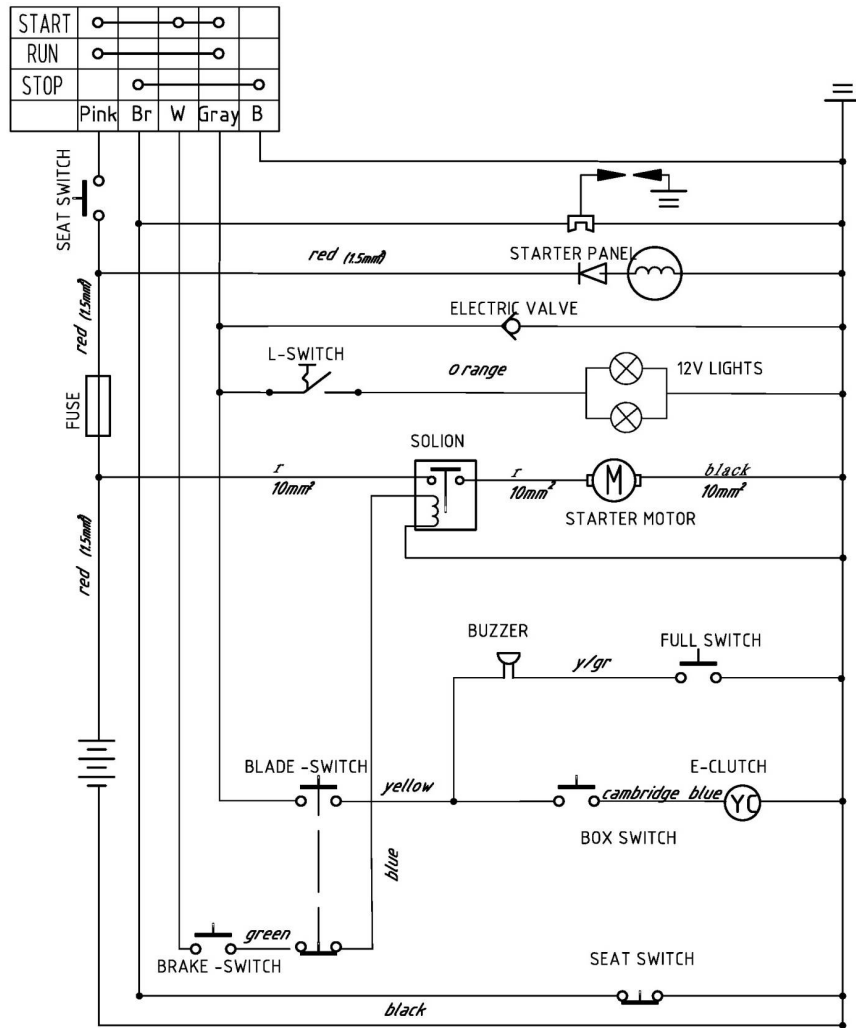 START
RUN
STOP
Pink Br W Gray B
SEAT SWITCH
red (1.5mm²)
STARTER PANEL
red (1.5mm²)
ELECTRIC VALVE
L-SWITCH
O range
12V LIGHTS
FUSE
SOLION
r
10mm²
r
10mm²
M
black
10mm²
STARTER MOTOR
red (1.5mm²)
BUZZER
FULL SWITCH
y/gr
BLADE -SWITCH
yellow
E-CLUTCH
cambridge blue
YC
BOX SWITCH
blue
green
BRAKE -SWITCH
SEAT SWITCH
black